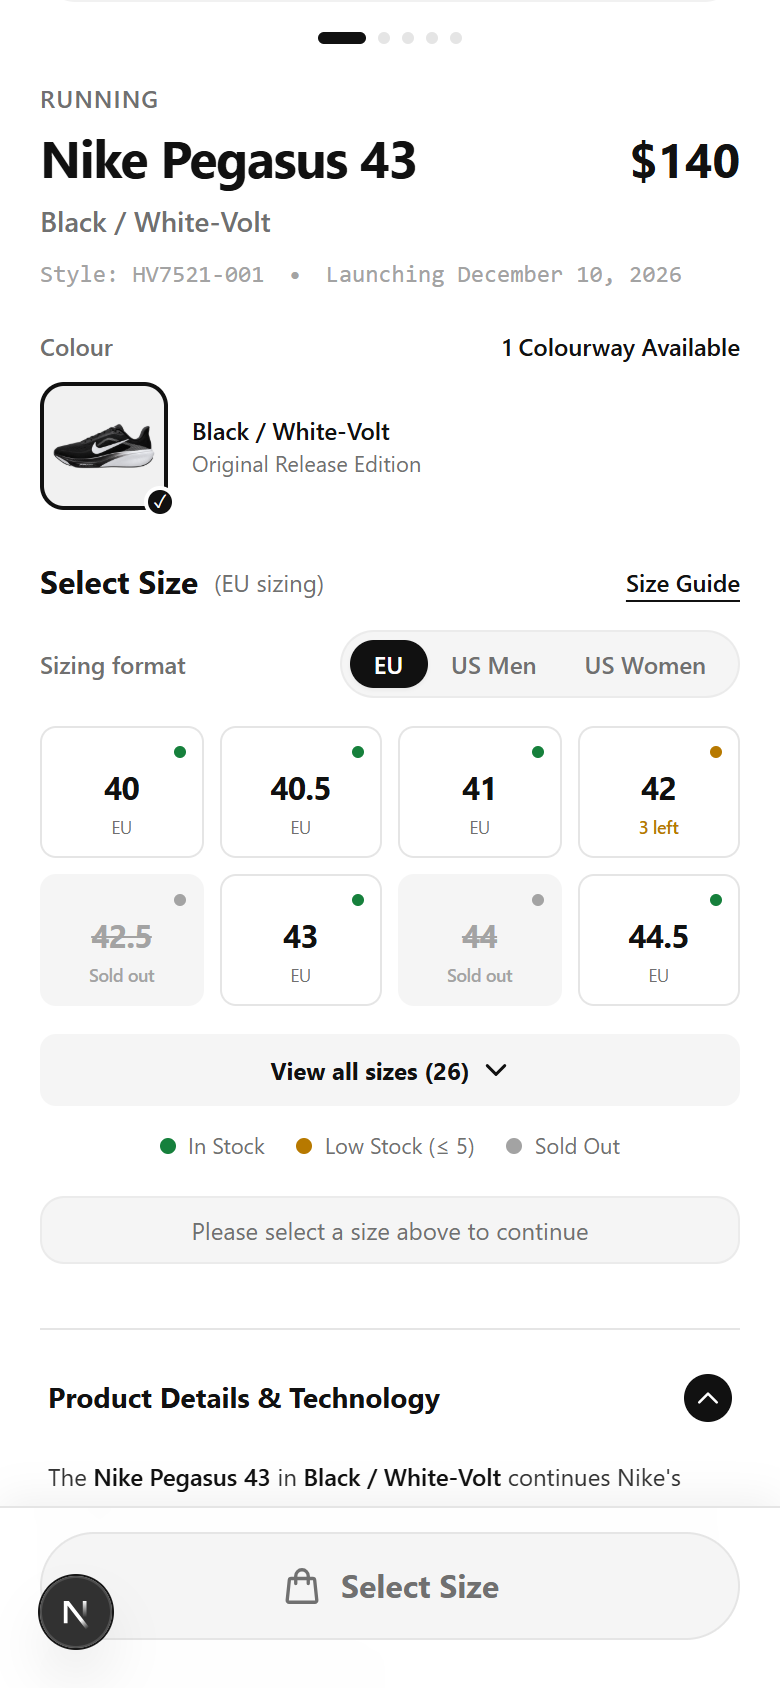 RUNNING
Nike Pegasus 43 $140
Black / White-Volt
Style: HV7521-001 • Launching December 10, 2026
Colour 1 Colourway Available
Black / White-Volt
Original Release Edition
Select Size (EU sizing) Size Guide
Sizing format EU US Men US Women
40 40.5 41 42
EU EU EU 3 left
42.5 43 44 44.5
Sold out EU Sold out EU
View all sizes (26)
In Stock Low Stock (≤ 5) Sold Out
Please select a size above to continue
Product Details & Technology
The Nike Pegasus 43 in Black / White-Volt continues Nike's
Select Size
N